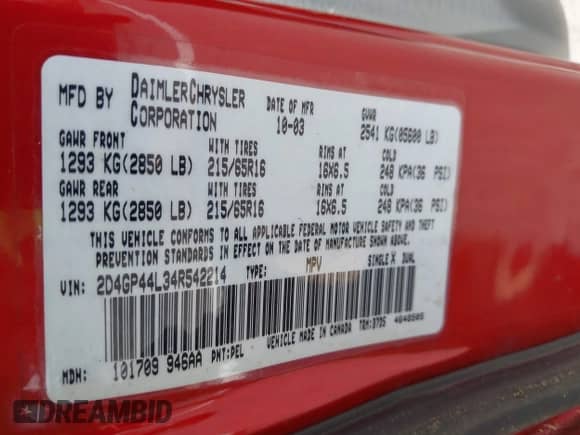 MFD BY DAIMLERCHRYSLER CORPORATION DATE OF MFR 10-03 GVWR 2541 KG(05600 LB)
GAWR FRONT WITH TIRES RIMS AT COLD
1293 KG(2850 LB) 215/65R16 16X6.5 248 KPA(36 PSI)
GAWR REAR WITH TIRES RIMS AT COLD
1293 KG(2850 LB) 215/65R16 16X6.5 248 KPA(36 PSI)
THIS VEHICLE CONFORMS TO ALL APPLICABLE FEDERAL MOTOR VEHICLE SAFETY AND THEFT
PREVENTION STANDARDS IN EFFECT ON THE DATE OF MANUFACTURE SHOWN ABOVE.
VIN: 2D4GP44L34R542214 TYPE: MPV SINGLE X DUAL
MDH: 101709 946AA PNT:PEL VEHICLE MADE IN CANADA TRM:D7D5 4648505
DREAMBID